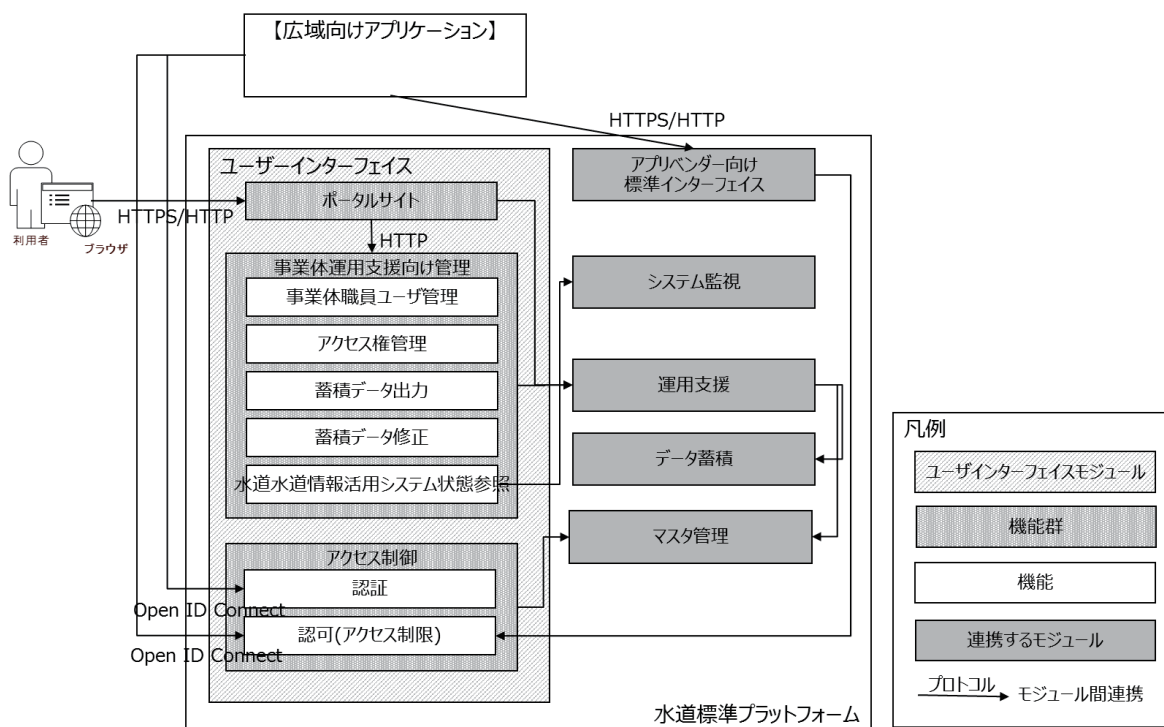 【広域向けアプリケーション】
HTTPS/HTTP
ユーザーインターフェイス
アプリベンダー向け
標準インターフェイス
ポータルサイト
HTTPS/HTTP
利用者
ブラウザ
HTTP
事業体運用支援向け管理
事業体職員ユーザ管理
システム監視
アクセス権管理
蓄積データ出力
運用支援
蓄積データ修正
データ蓄積
水道水道情報活用システム状態参照
マスタ管理
アクセス制御
認証
Open ID Connect
認可(アクセス制限)
Open ID Connect
水道標準プラットフォーム
凡例
ユーザインターフェイスモジュール
機能群
機能
連携するモジュール
プロトコル
モジュール間連携